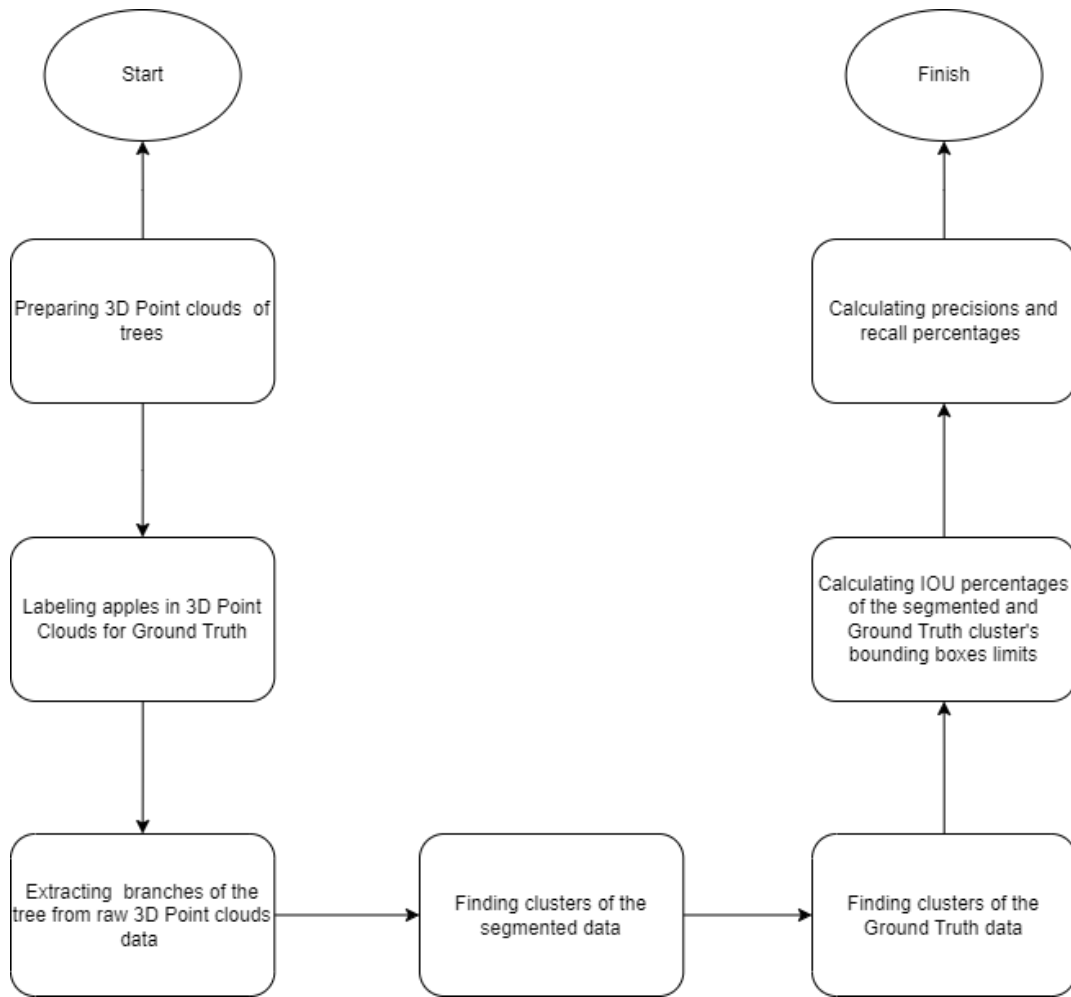 Start
Preparing 3D Point clouds of
trees
Labeling apples in 3D Point
Clouds for Ground Truth
Extracting branches of the
tree from raw 3D Point clouds
data
Finding clusters of the
segmented data
Finding clusters of the
Ground Truth data
Calculating IOU percentages
of the segmented and
Ground Truth cluster's
bounding boxes limits
Calculating precisions and
recall percentages
Finish